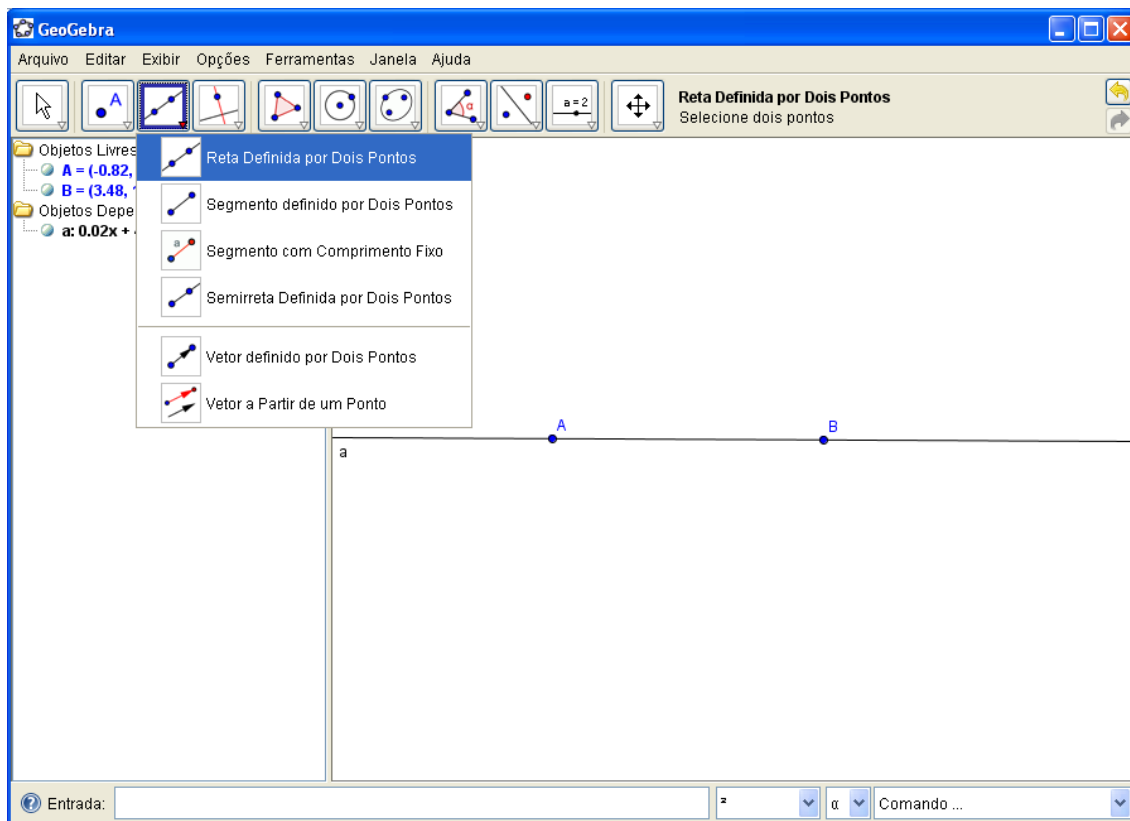 GeoGebra
Arquivo Editar Exibir Opções Ferramentas Janela Ajuda
A α a=2 Reta Definida por Dois Pontos
Selecione dois pontos
Objetos Livres
A = (-0.82,
B = (3.48,
Objetos Depe
a: 0.02x +
Reta Definida por Dois Pontos
Segmento definido por Dois Pontos
a Segmento com Comprimento Fixo
Semirreta Definida por Dois Pontos
Vetor definido por Dois Pontos
Vetor a Partir de um Ponto
A B
a
Entrada: ² α Comando ...